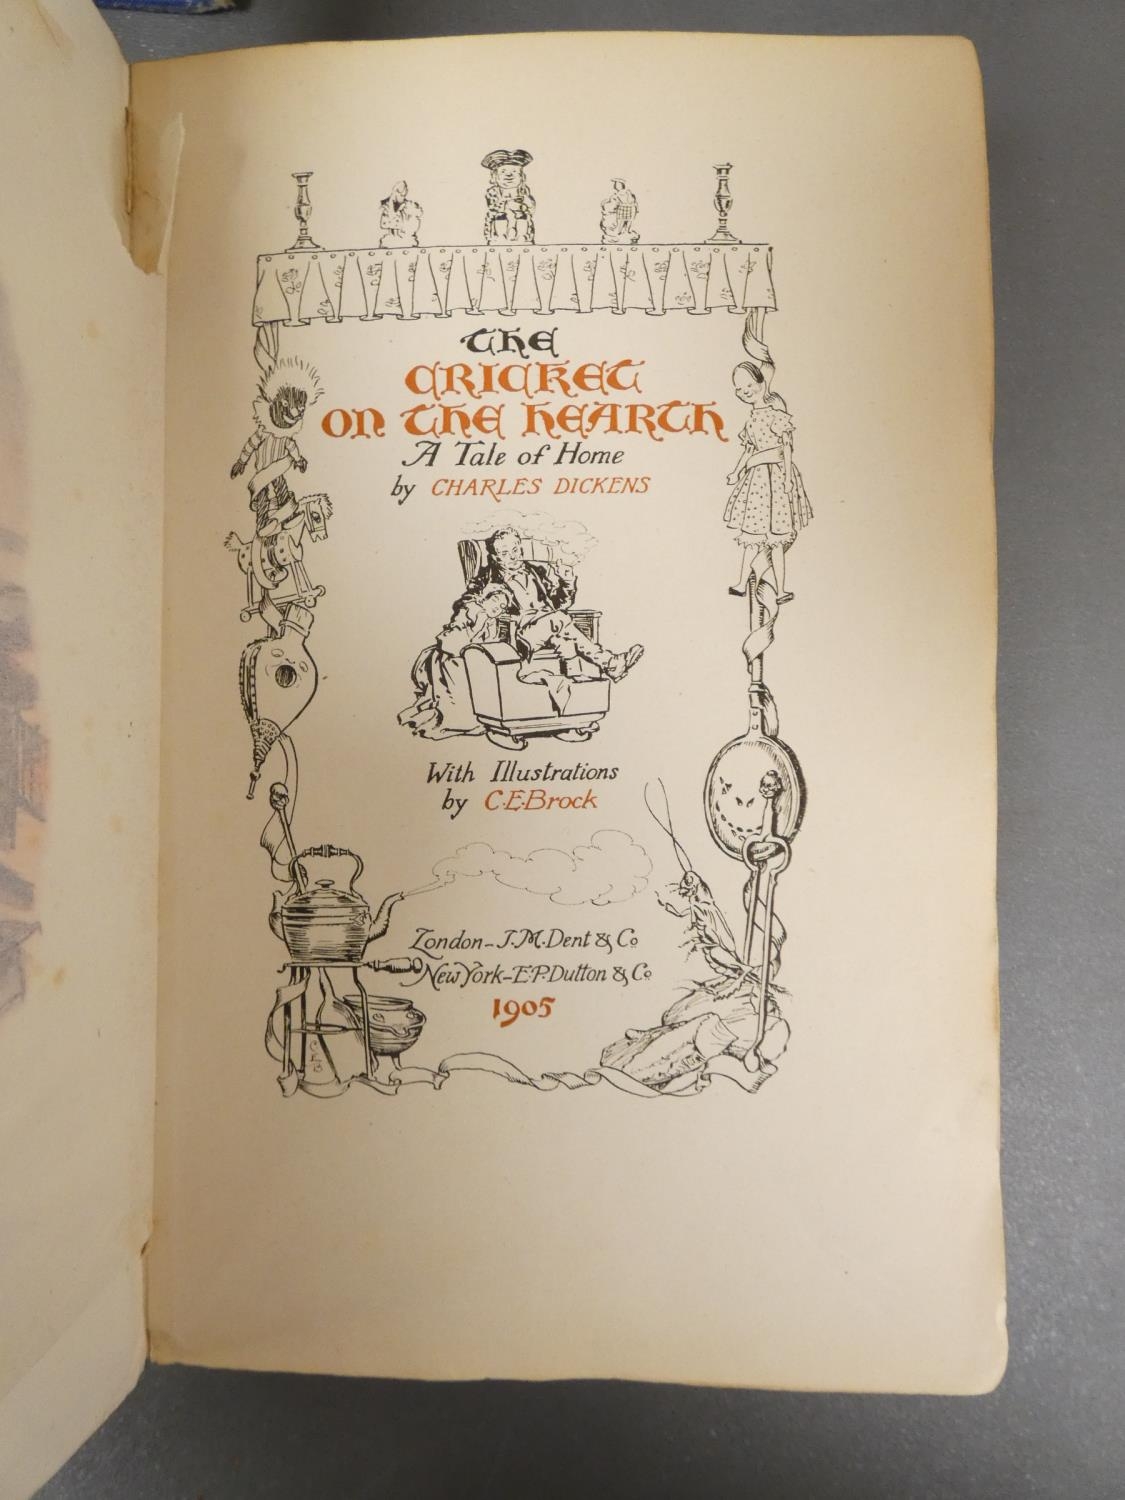 THE
CRICKET
ON THE HEARTH
A Tale of Home
by CHARLES DICKENS
With Illustrations
by C.E.Brock
London-J.M.Dent & Co
New York-E.P.Dutton & Co
1905
CEB